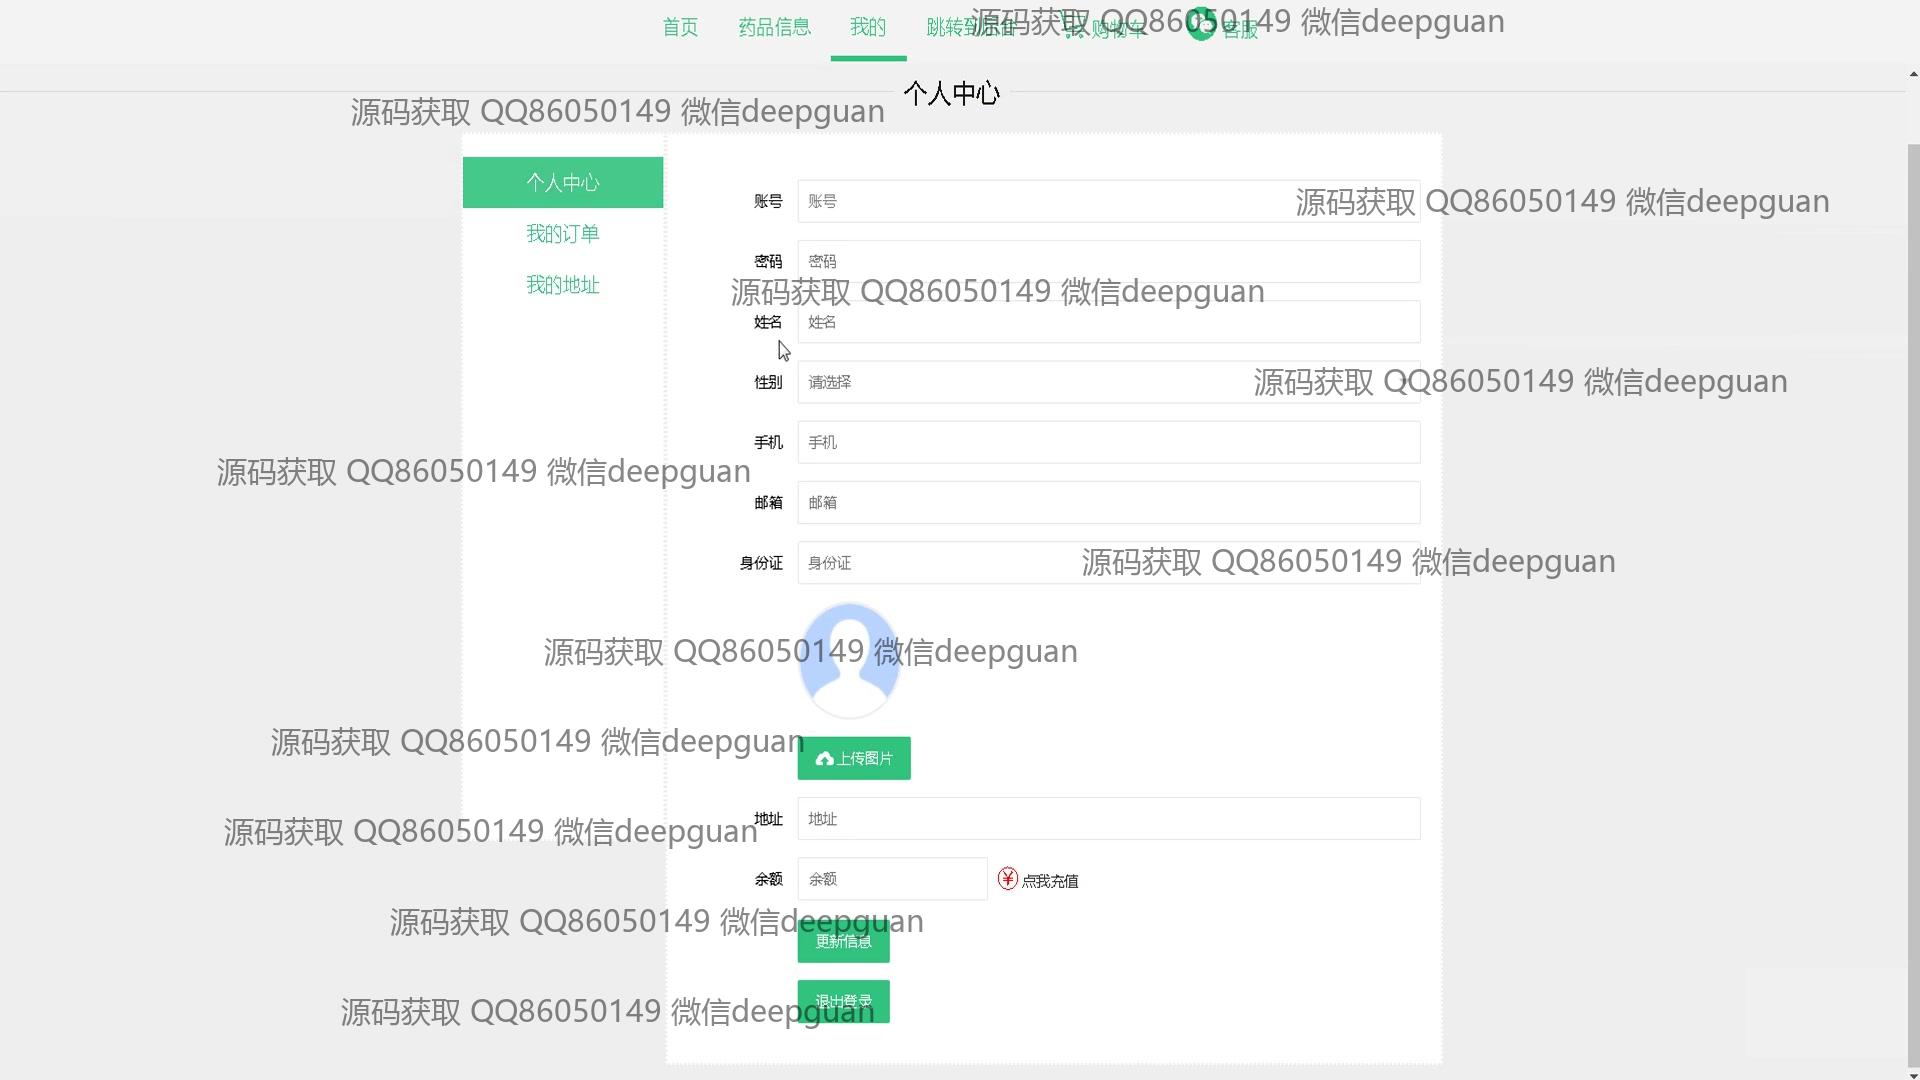 首页 药品信息 我的 跳转到后台 购物车 客服
源码获取 QQ86050149 微信deepguan
个人中心
源码获取 QQ86050149 微信deepguan
个人中心
我的订单
我的地址
账号 账号
源码获取 QQ86050149 微信deepguan
密码 密码
源码获取 QQ86050149 微信deepguan
姓名 姓名
性别 请选择
源码获取 QQ86050149 微信deepguan
手机 手机
源码获取 QQ86050149 微信deepguan
邮箱 邮箱
身份证 身份证
源码获取 QQ86050149 微信deepguan
源码获取 QQ86050149 微信deepguan
源码获取 QQ86050149 微信deepguan
上传图片
地址 地址
源码获取 QQ86050149 微信deepguan
余额 余额 ¥ 点我充值
源码获取 QQ86050149 微信deepguan
更新信息
退出登录
源码获取 QQ86050149 微信deepguan